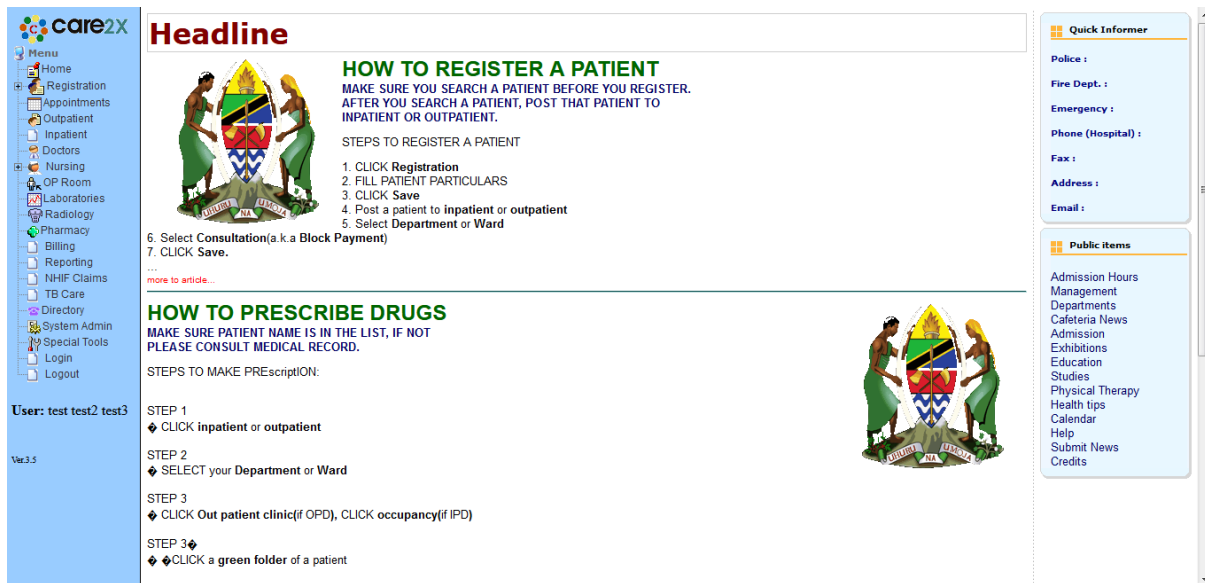 care2x
Menu
Home
Registration
Appointments
Outpatient
Inpatient
Doctors
Nursing
OP Room
Laboratories
Radiology
Pharmacy
Billing
Reporting
NHIF Claims
TB Care
Directory
System Admin
Special Tools
Login
Logout
User: test test2 test3
Ver.3.5
Headline
UHURU NA UMOJA
HOW TO REGISTER A PATIENT
MAKE SURE YOU SEARCH A PATIENT BEFORE YOU REGISTER.
AFTER YOU SEARCH A PATIENT, POST THAT PATIENT TO
INPATIENT OR OUTPATIENT.
STEPS TO REGISTER A PATIENT
1. CLICK Registration
2. FILL PATIENT PARTICULARS
3. CLICK Save
4. Post a patient to inpatient or outpatient
5. Select Department or Ward
6. Select Consultation(a.k.a Block Payment)
7. CLICK Save.
...
more to article...
HOW TO PRESCRIBE DRUGS
MAKE SURE PATIENT NAME IS IN THE LIST, IF NOT
PLEASE CONSULT MEDICAL RECORD.
STEPS TO MAKE PREscriptION:
STEP 1
� CLICK inpatient or outpatient
STEP 2
� SELECT your Department or Ward
STEP 3
� CLICK Out patient clinic(if OPD), CLICK occupancy(if IPD)
STEP 3�
� �CLICK a green folder of a patient
UHURU NA UMOJA
Quick Informer
Police :
Fire Dept. :
Emergency :
Phone (Hospital) :
Fax :
Address :
Email :
Public items
Admission Hours
Management
Departments
Cafeteria News
Admission
Exhibitions
Education
Studies
Physical Therapy
Health tips
Calendar
Help
Submit News
Credits